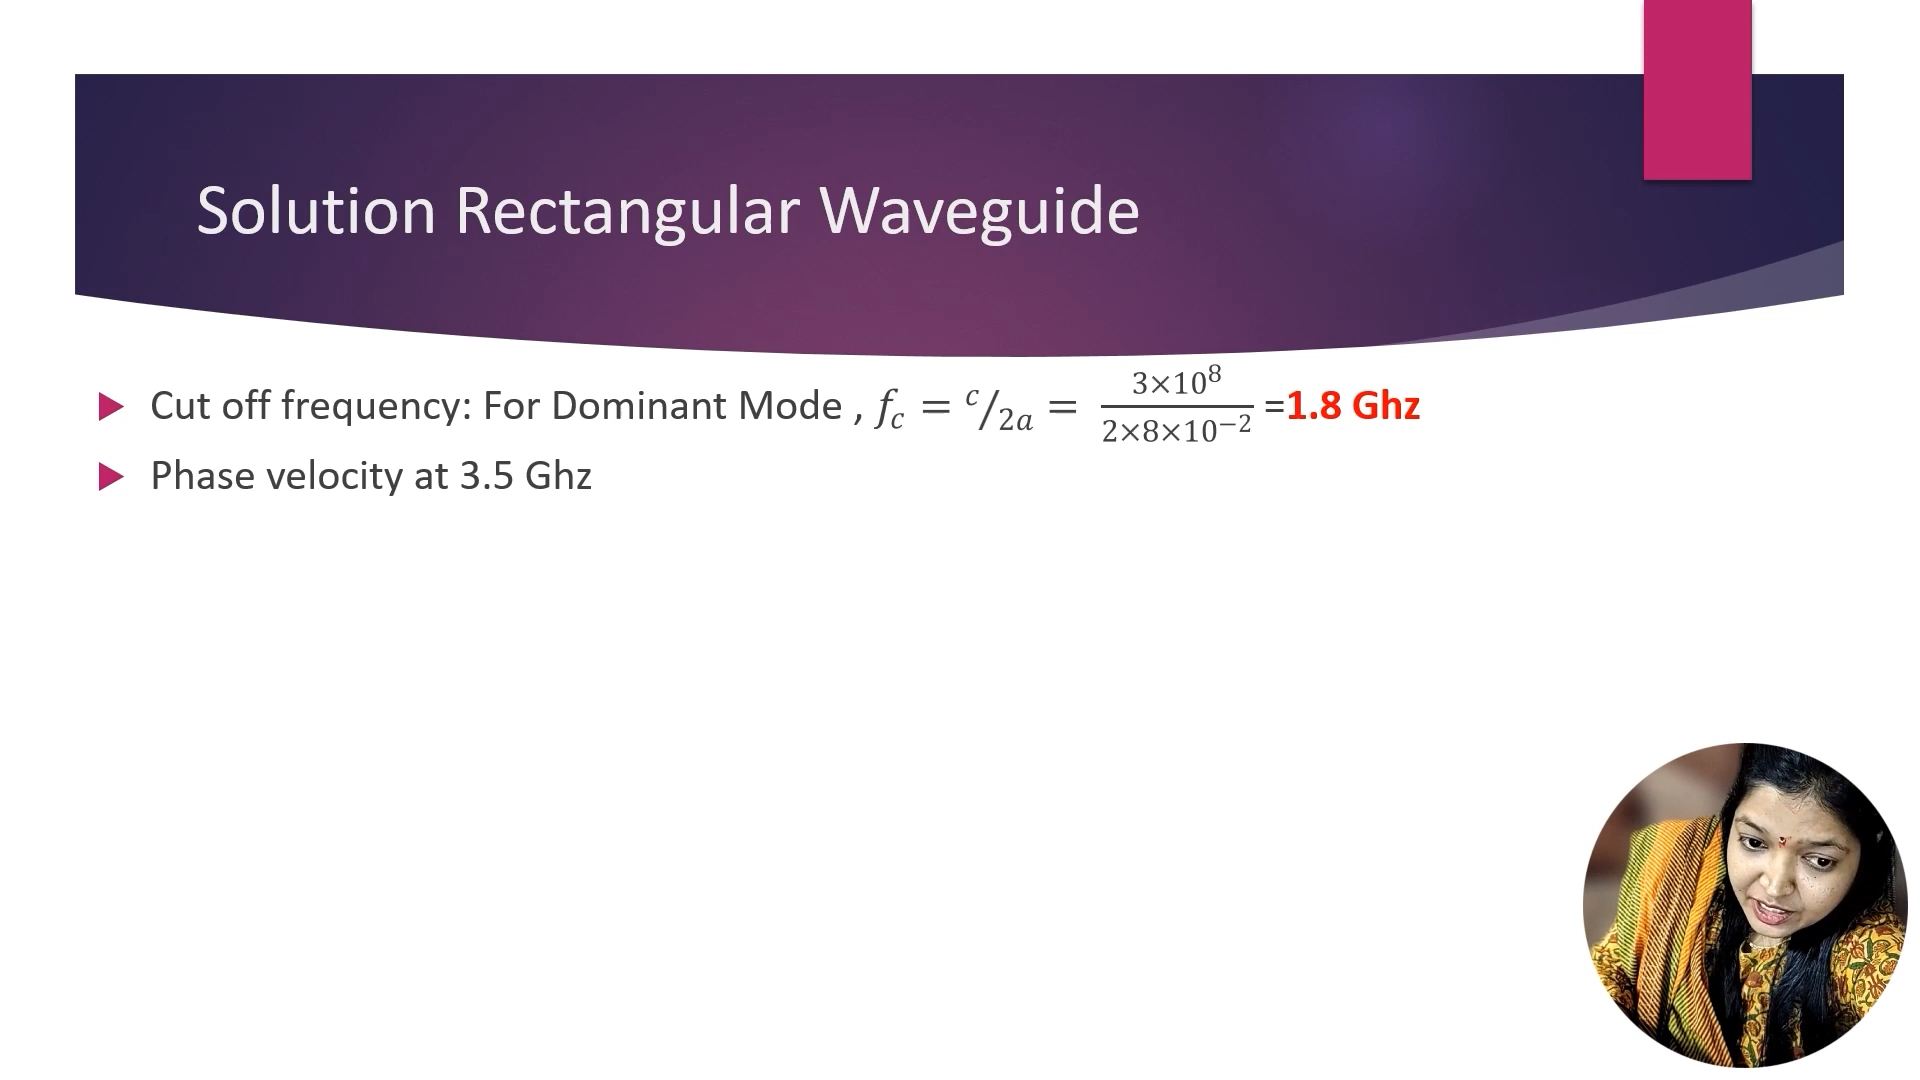 Solution Rectangular Waveguide
Cut off frequency: For Dominant Mode , f_c = c/2a = \frac{3×10^8}{2×8×10^{−2}} =1.8 Ghz
Phase velocity at 3.5 Ghz